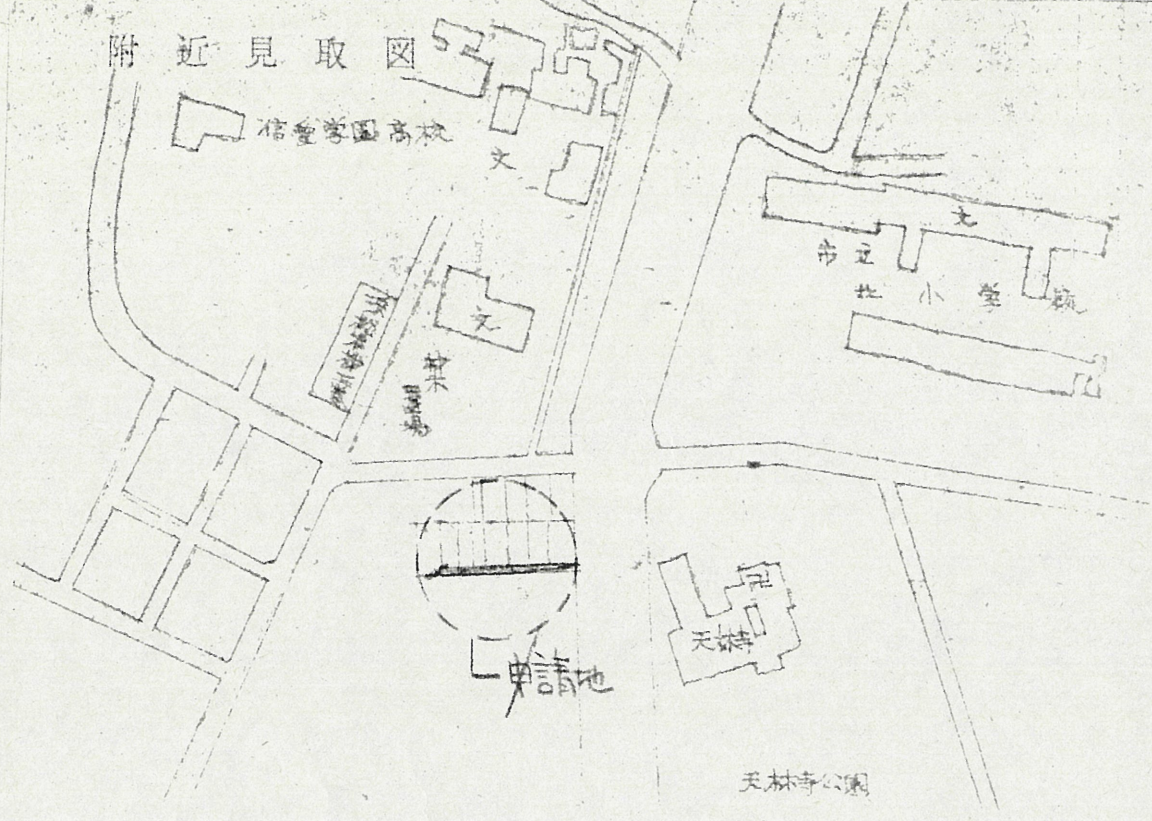 附近見取図
信愛学園高校
文
文
市立
北小学校
文
申請地
天林寺
天林寺公園